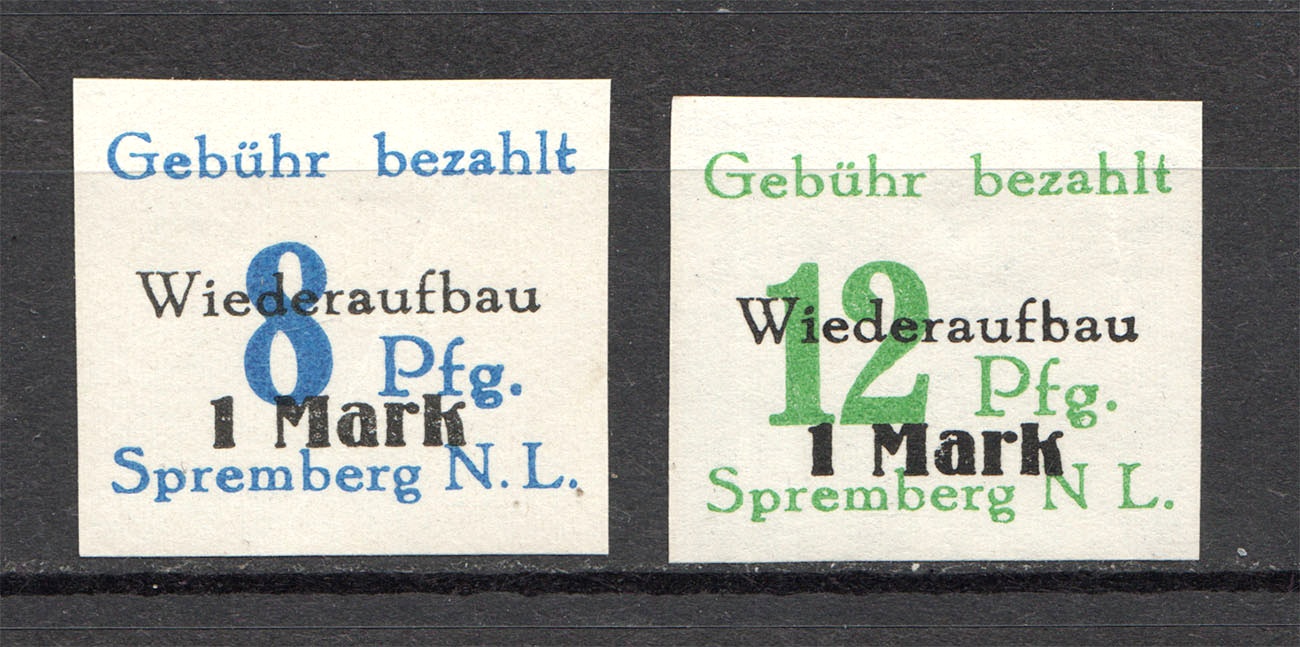 Gebühr bezahlt
Wiederaufbau
8 Pfg.
1 Mark
Spremberg N. L.
Gebühr bezahlt
Wiederaufbau
12 Pfg.
1 Mark
Spremberg N L.